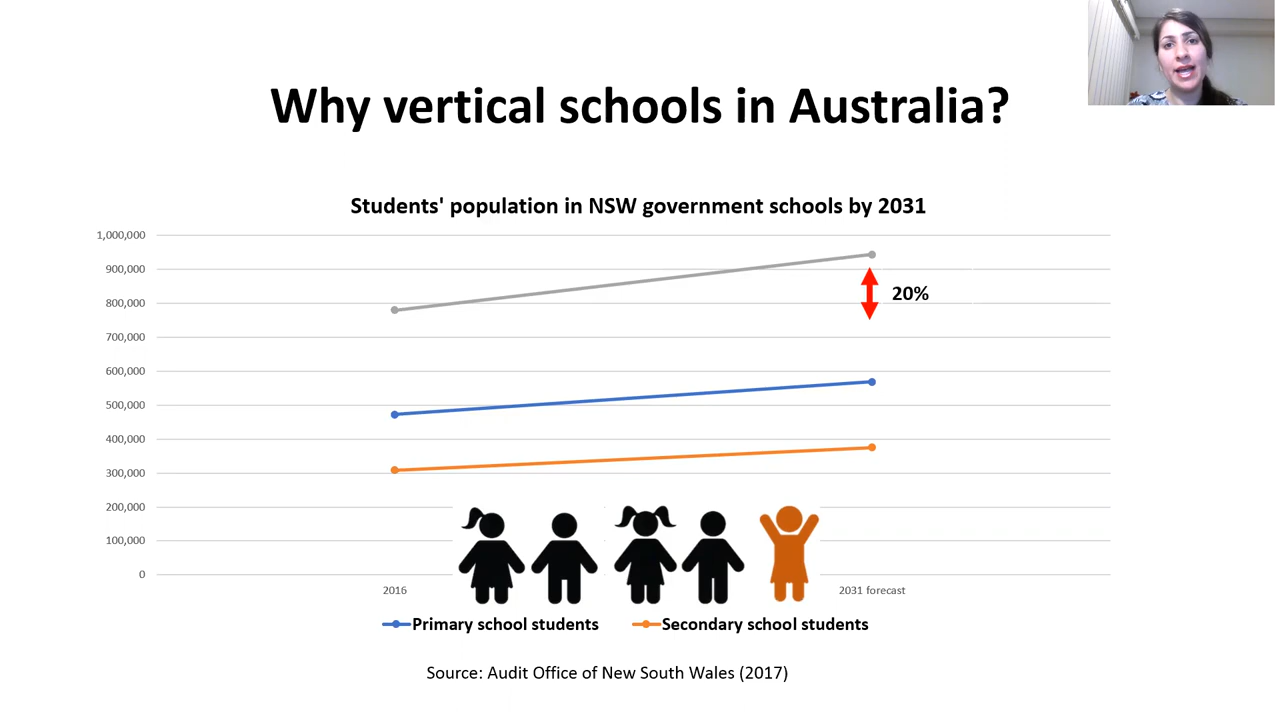 Why vertical schools in Australia?
Students' population in NSW government schools by 2031
1,000,000
900,000
800,000
700,000
600,000
500,000
400,000
300,000
200,000
100,000
0
20%
2016
2031 forecast
Primary school students
Secondary school students
Source: Audit Office of New South Wales (2017)